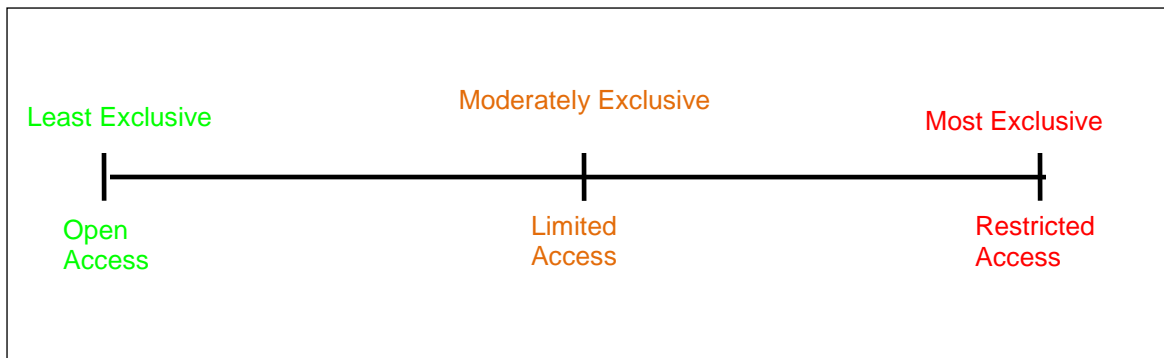 Moderately Exclusive
Least Exclusive
Most Exclusive
Open
Access
Limited
Access
Restricted
Access